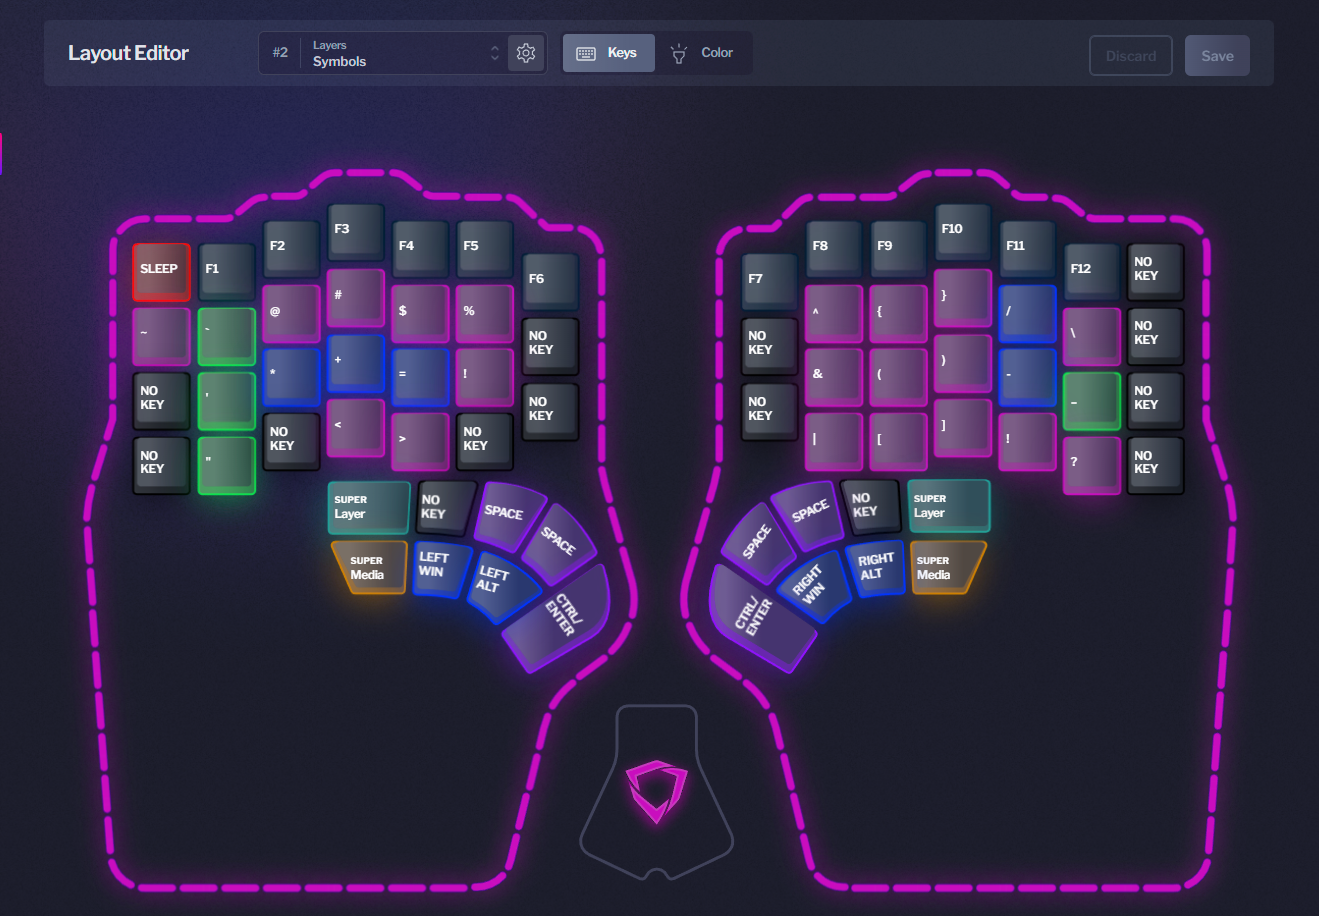 Layout Editor
#2
Layers
Symbols
Keys
Color
Discard
Save
SLEEP
F1
F2
F3
F4
F5
F6
~
`
@
#
$
%
NO
KEY
NO
KEY
'
*
+
=
!
NO
KEY
NO
KEY
"
NO
KEY
<
>
NO
KEY
SUPER
Layer
NO
KEY
SPACE
SPACE
SUPER
Media
LEFT
WIN
LEFT
ALT
CTRL/
ENTER
F7
F8
F9
F10
F11
F12
NO
KEY
NO
KEY
^
{
}
/
\
NO
KEY
NO
KEY
&
(
)
-
–
NO
KEY
|
[
]
!
?
NO
KEY
SPACE
SPACE
NO
KEY
SUPER
Layer
CTRL/
ENTER
RIGHT
WIN
RIGHT
ALT
SUPER
Media